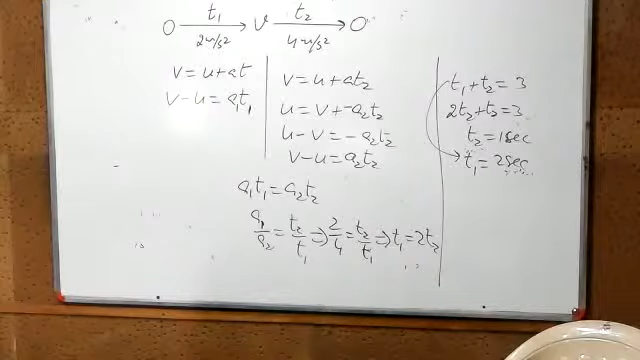 0 —t₁→ v —t₂→ 0
2m/s² 4m/s²
v = u + at
v - u = a₁t₁
v = u + at₂
u = v + -a₂t₂
u - v = -a₂t₂
v - u = a₂t₂
a₁t₁ = a₂t₂
a₁/a₂ = t₂/t₁ ⇒ 2/4 = t₂/t₁ ⇒ t₁ = 2t₂
t₁ + t₂ = 3
2t₂ + t₂ = 3
t₂ = 1sec
t₁ = 2sec